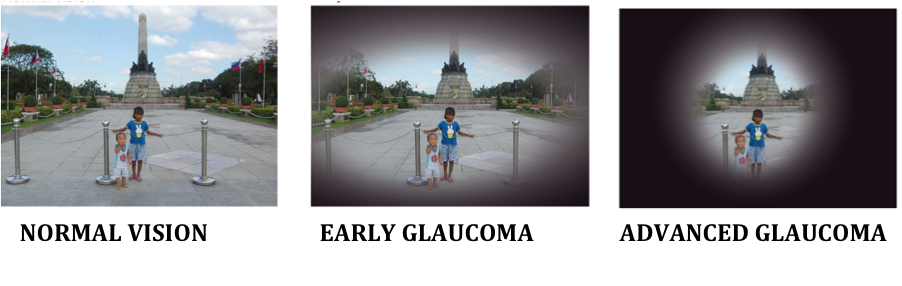 NORMAL VISION
EARLY GLAUCOMA
ADVANCED GLAUCOMA